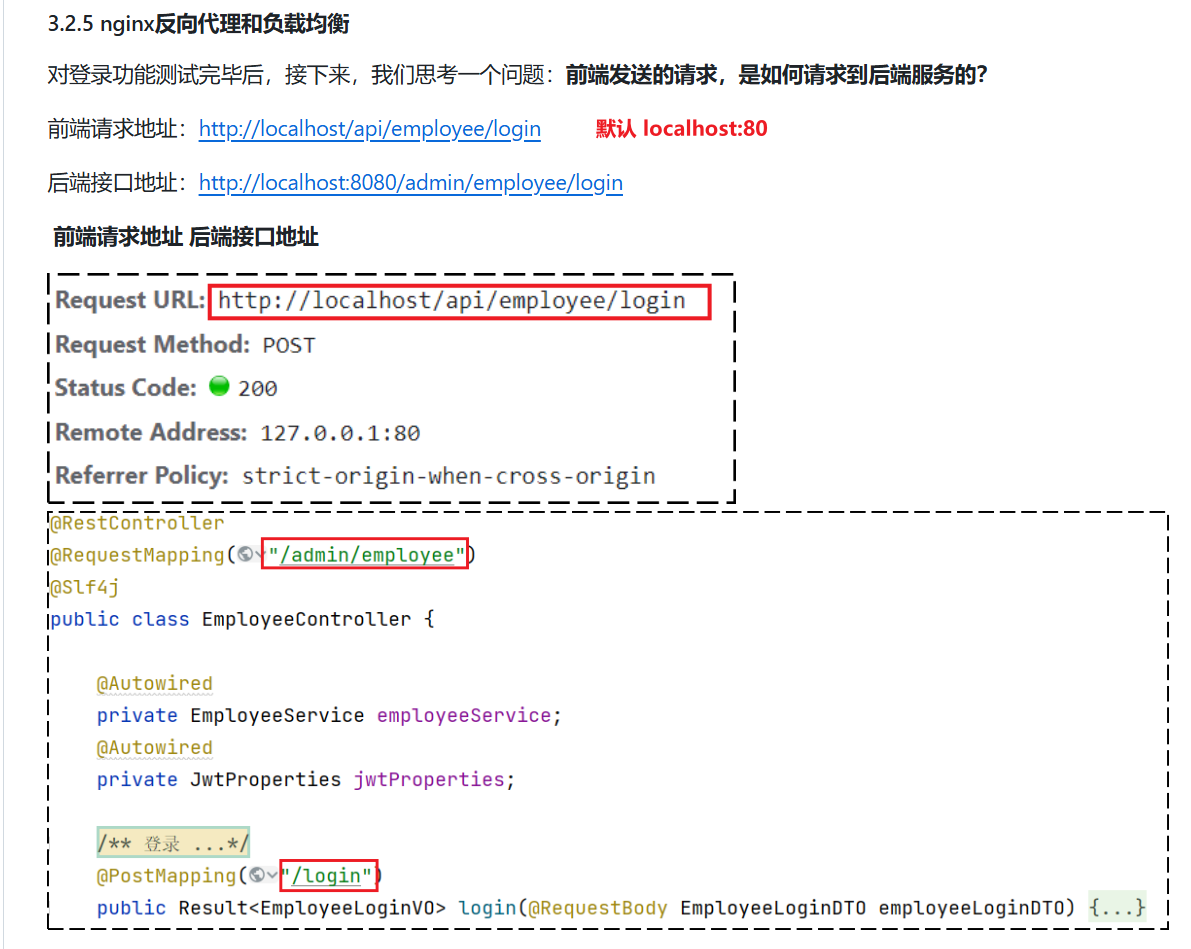 3.2.5 nginx反向代理和负载均衡
对登录功能测试完毕后，接下来，我们思考一个问题：前端发送的请求，是如何请求到后端服务的？
前端请求地址：http://localhost/api/employee/login 默认 localhost:80
后端接口地址：http://localhost:8080/admin/employee/login
前端请求地址 后端接口地址
Request URL: http://localhost/api/employee/login
Request Method: POST
Status Code: 200
Remote Address: 127.0.0.1:80
Referrer Policy: strict-origin-when-cross-origin
@RestController
@RequestMapping("/admin/employee")
@Slf4j
public class EmployeeController {
@Autowired
private EmployeeService employeeService;
@Autowired
private JwtProperties jwtProperties;
/** 登录 ...*/
@PostMapping("/login")
public Result<EmployeeLoginVO> login(@RequestBody EmployeeLoginDTO employeeLoginDTO) {...}